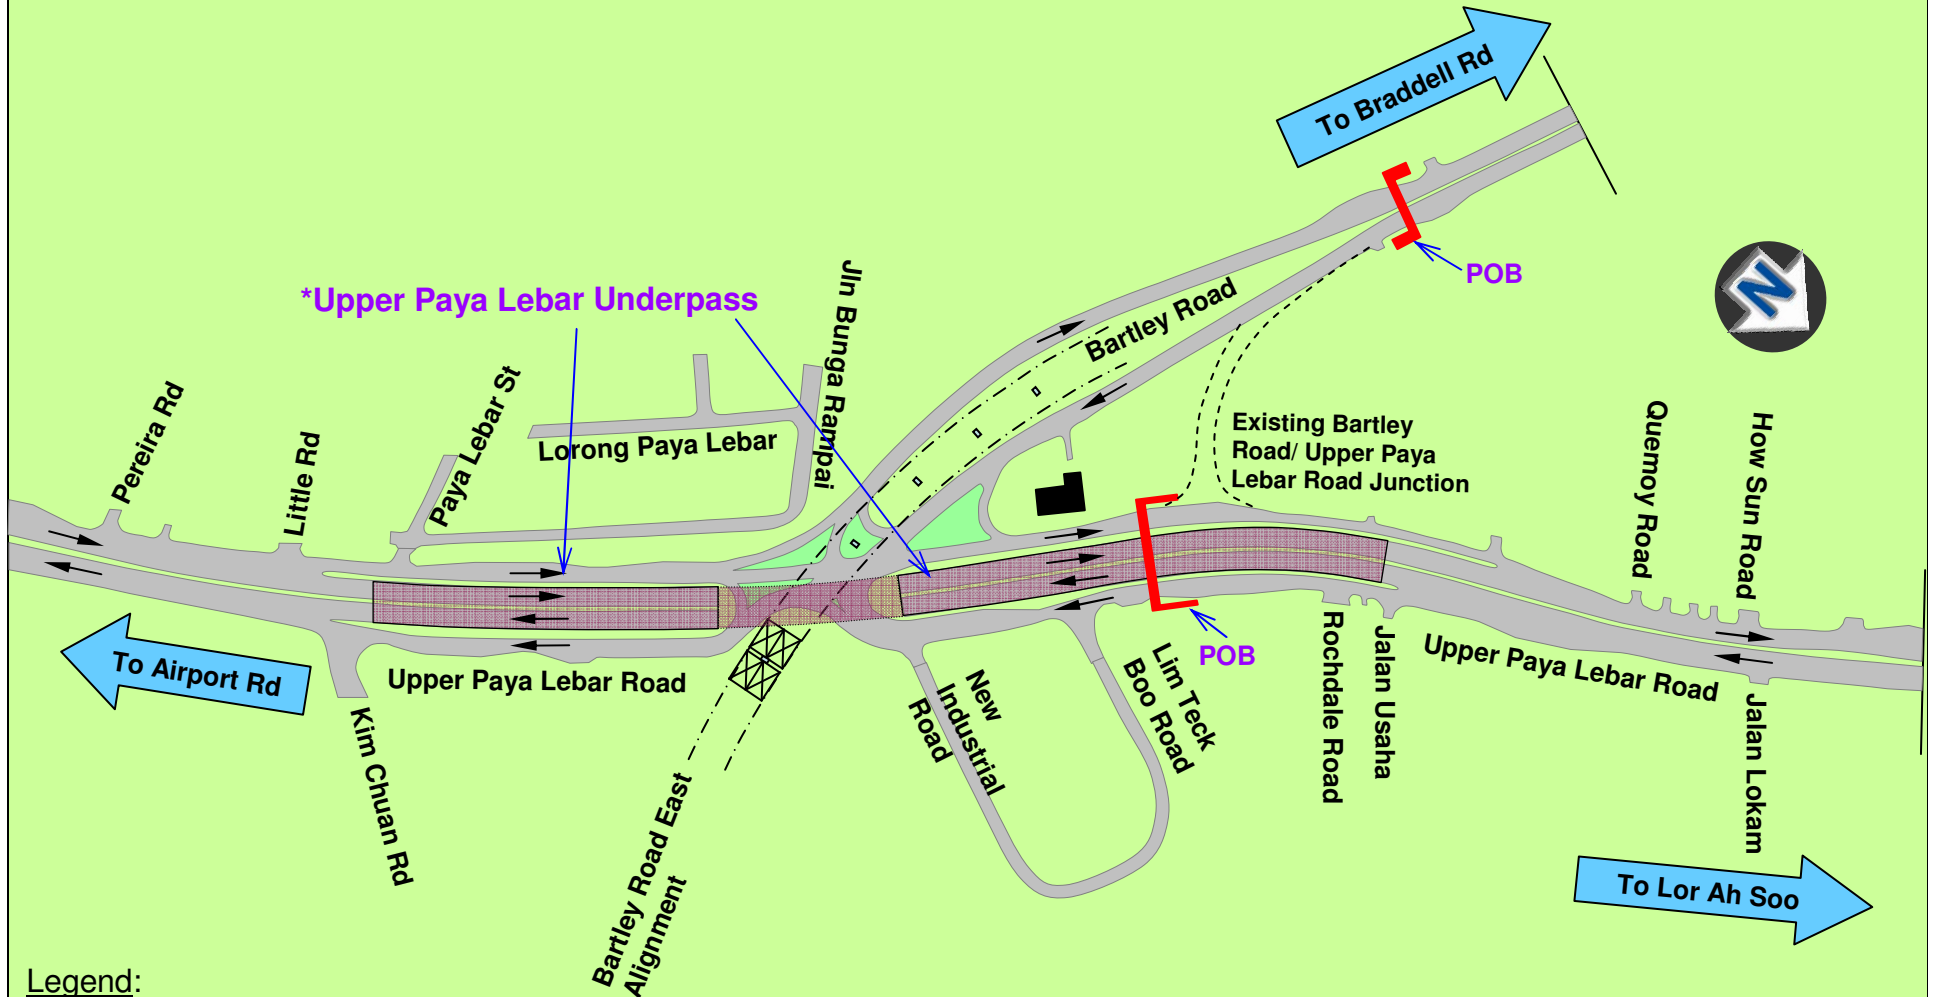 To Braddell Rd
POB
N
*Upper Paya Lebar Underpass
Jln Bunga Rampai
Bartley Road
Pereira Rd
Little Rd
Paya Lebar St
Lorong Paya Lebar
Existing Bartley
Road/ Upper Paya
Lebar Road Junction
Quemoy Road
How Sun Road
To Airport Rd
Upper Paya Lebar Road
Kim Chuan Rd
Bartley Road East
Alignment
New
Industrial
Road
Lim Teck
Boo Road
POB
Rochdale Road
Jalan Usaha
Upper Paya Lebar Road
Jalan Lokam
To Lor Ah Soo
Legend: